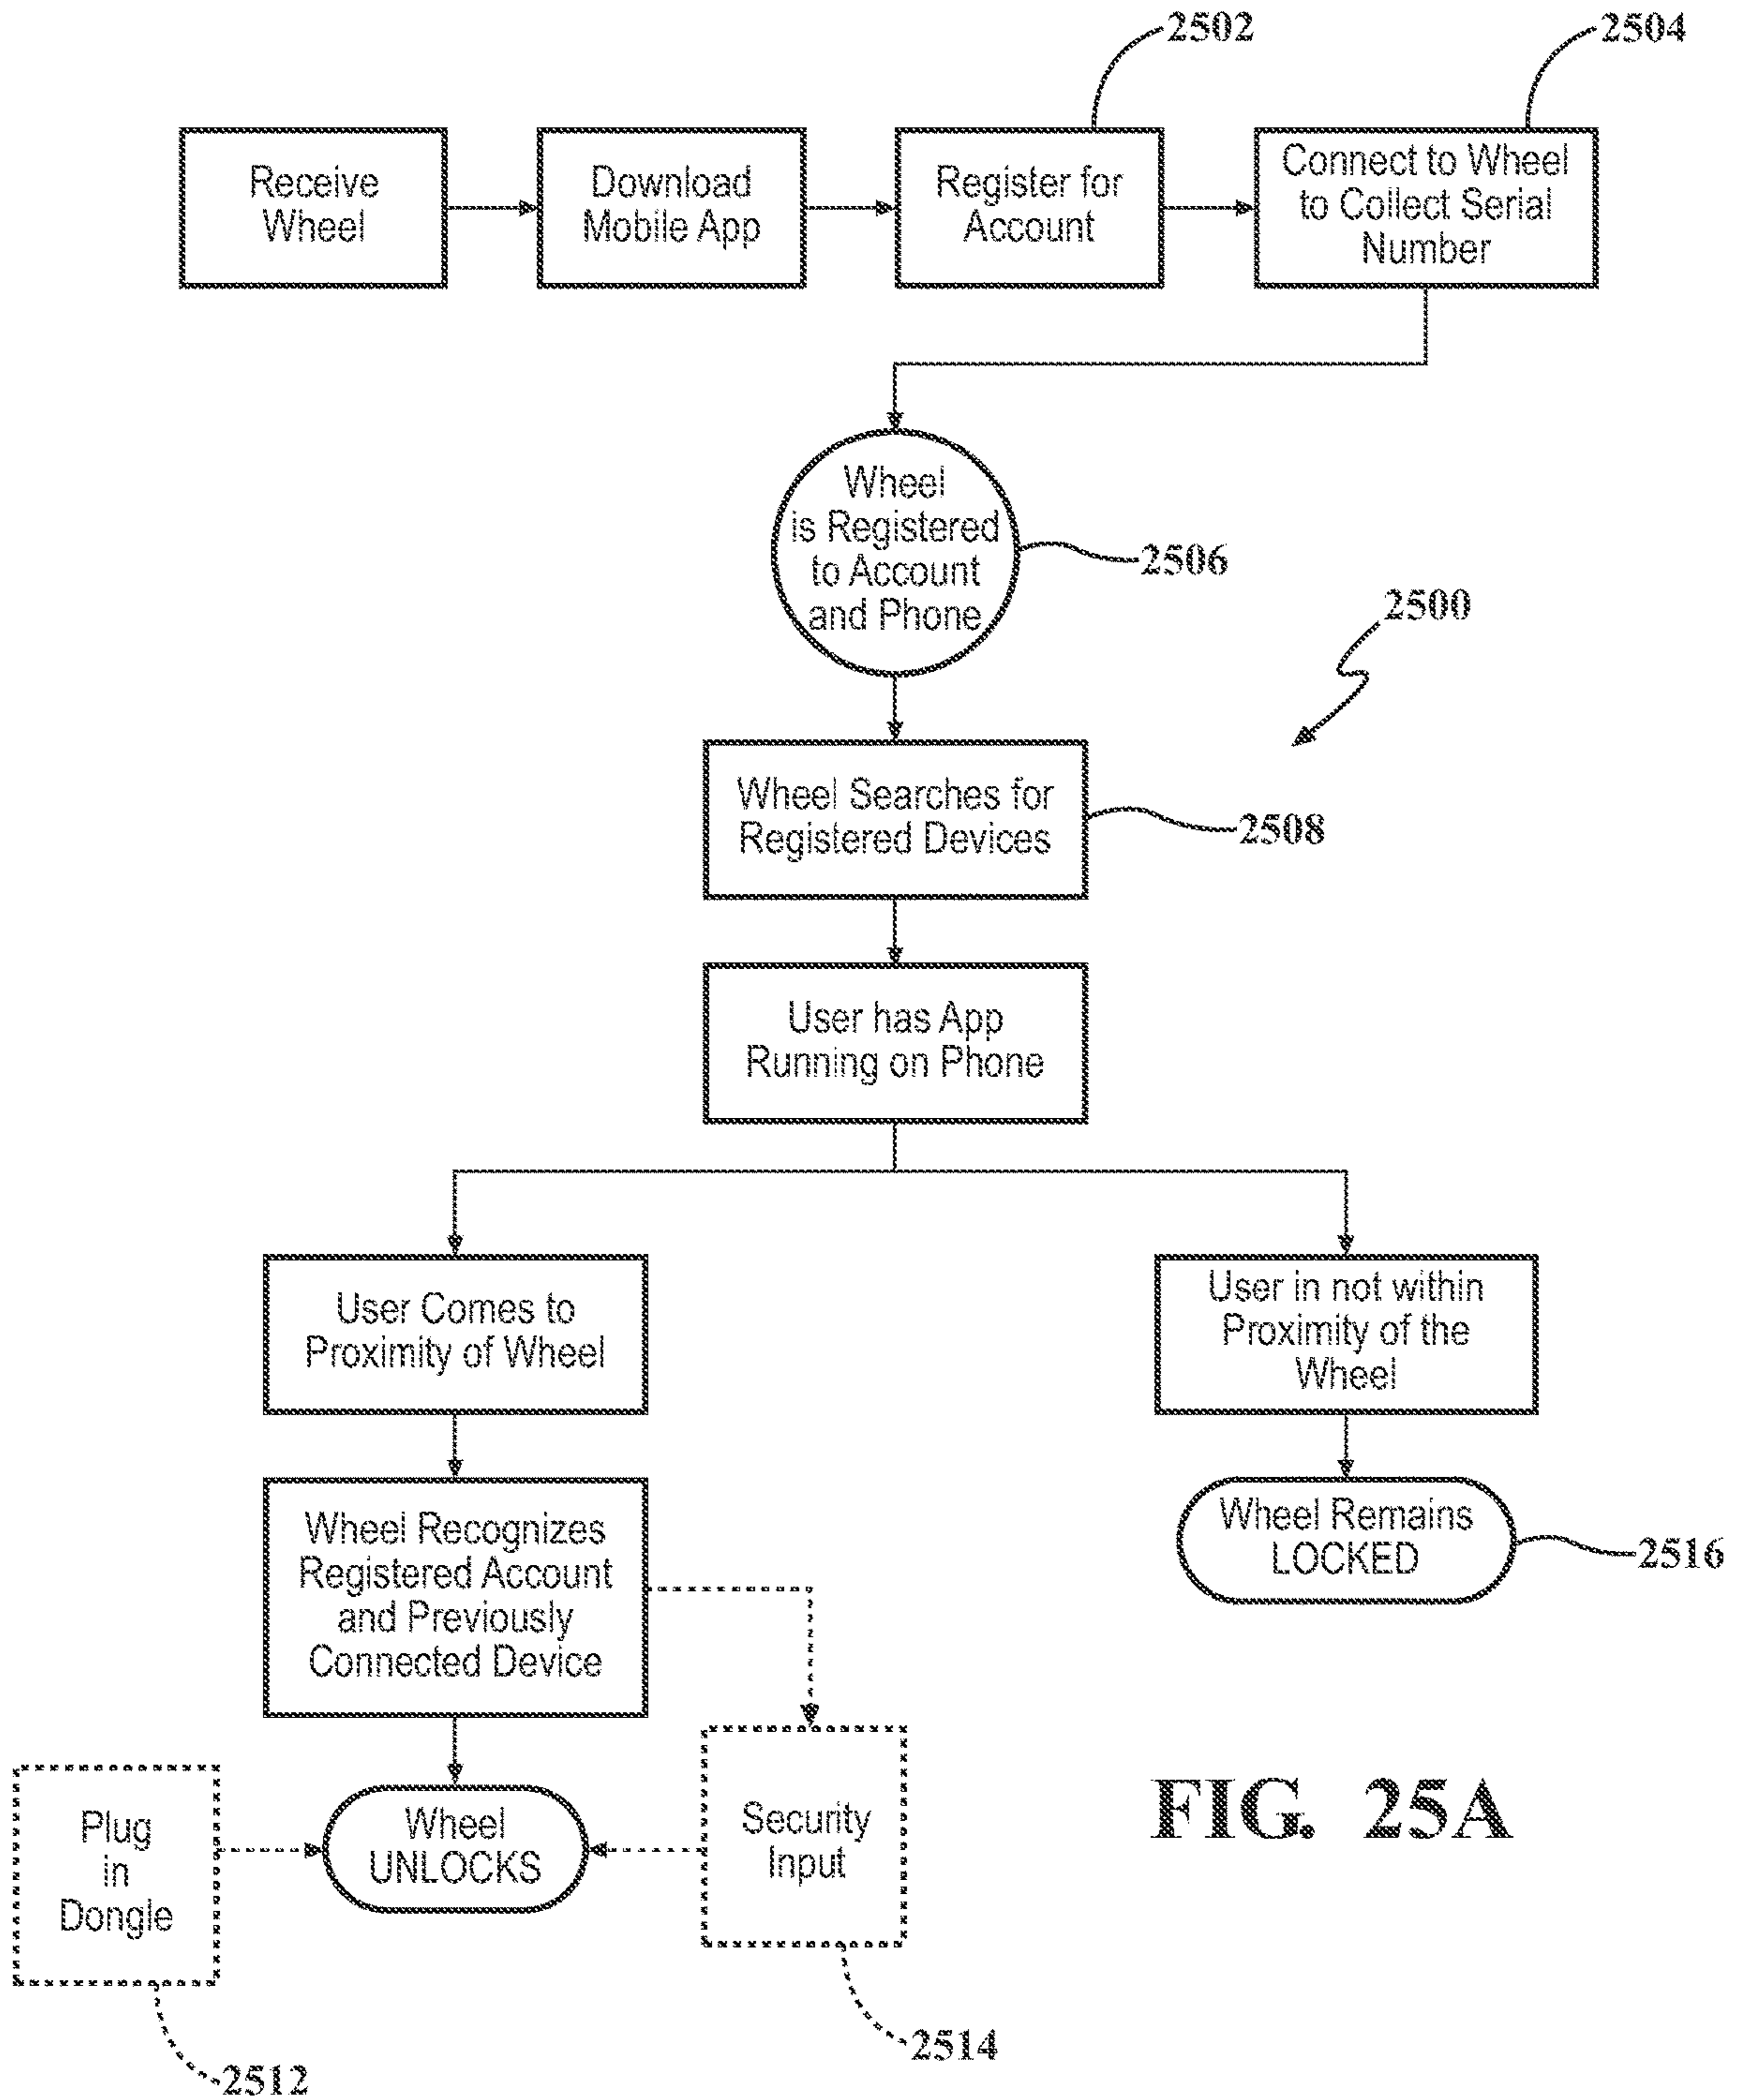 2502
2504
Receive
Wheel
Download
Mobile App
Register for
Account
Connect to Wheel
to Collect Serial
Number
Wheel
is Registered
to Account
and Phone
2506
2500
Wheel Searches for
Registered Devices
2508
User has App
Running on Phone
User Comes to
Proximity of Wheel
User in not within
Proximity of the
Wheel
Wheel Recognizes
Registered Account
and Previously
Connected Device
Wheel Remains
LOCKED
2516
Plug
in
Dongle
Wheel
UNLOCKS
Security
Input
FIG. 25A
2514
2512